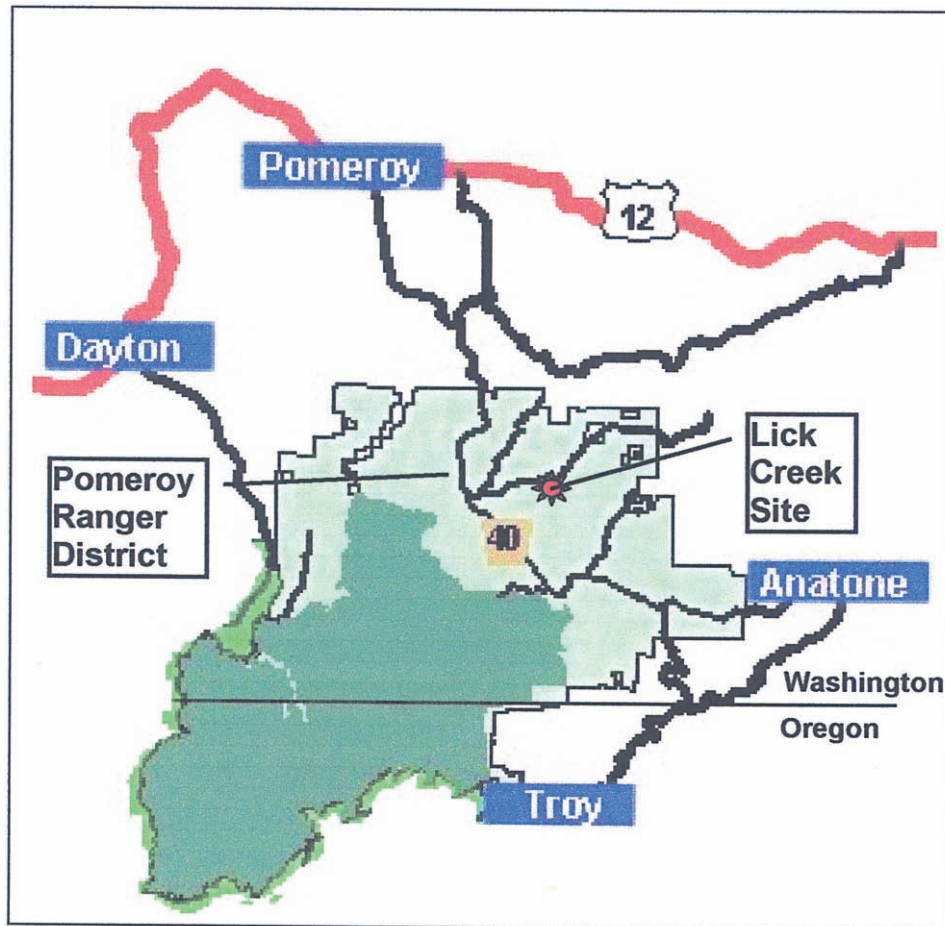 Pomeroy
12
Dayton
Lick
Creek
Site
Pomeroy
Ranger
District
40
Anatone
Washington
Oregon
Troy